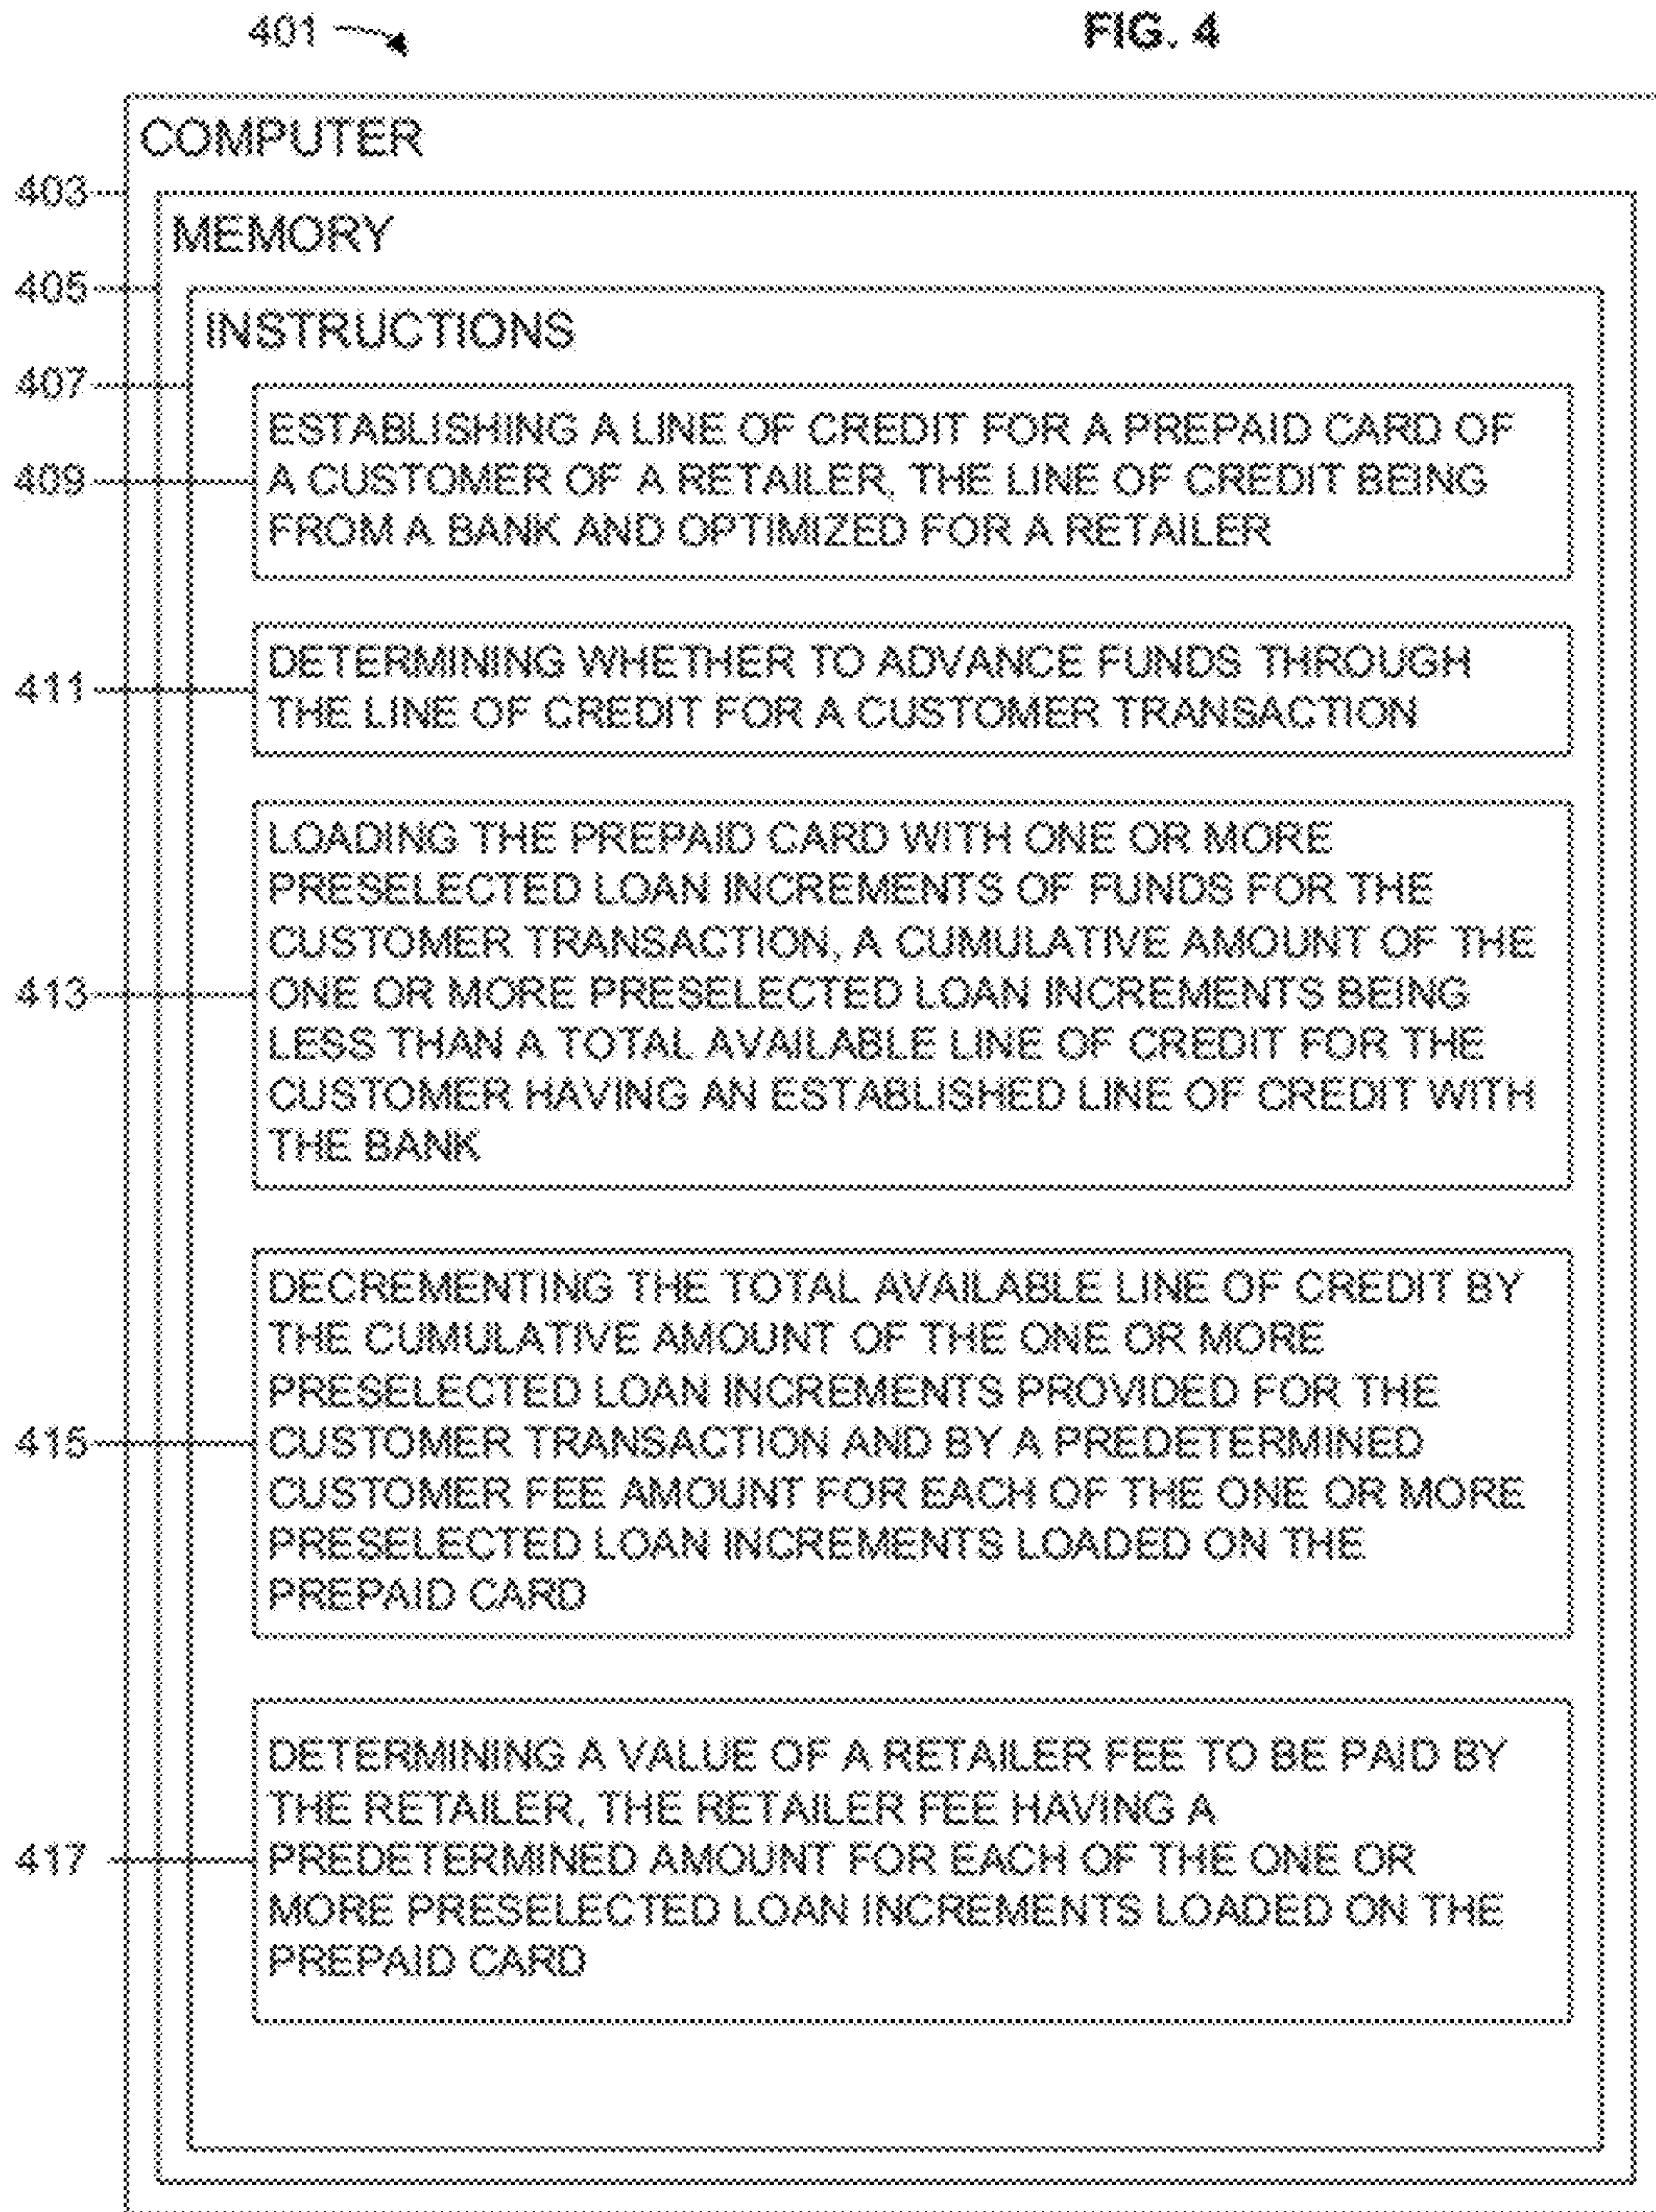 401
FIG. 4
COMPUTER
403
MEMORY
405
INSTRUCTIONS
407
ESTABLISHING A LINE OF CREDIT FOR A PREPAID CARD OF
409
A CUSTOMER OF A RETAILER, THE LINE OF CREDIT BEING
FROM A BANK AND OPTIMIZED FOR A RETAILER
DETERMINING WHETHER TO ADVANCE FUNDS THROUGH
411
THE LINE OF CREDIT FOR A CUSTOMER TRANSACTION
LOADING THE PREPAID CARD WITH ONE OR MORE
PRESELECTED LOAN INCREMENTS OF FUNDS FOR THE
CUSTOMER TRANSACTION, A CUMULATIVE AMOUNT OF THE
413
ONE OR MORE PRESELECTED LOAN INCREMENTS BEING
LESS THAN A TOTAL AVAILABLE LINE OF CREDIT FOR THE
CUSTOMER HAVING AN ESTABLISHED LINE OF CREDIT WITH
THE BANK
DECREMENTING THE TOTAL AVAILABLE LINE OF CREDIT BY
THE CUMULATIVE AMOUNT OF THE ONE OR MORE
PRESELECTED LOAN INCREMENTS PROVIDED FOR THE
415
CUSTOMER TRANSACTION AND BY A PREDETERMINED
CUSTOMER FEE AMOUNT FOR EACH OF THE ONE OR MORE
PRESELECTED LOAN INCREMENTS LOADED ON THE
PREPAID CARD
DETERMINING A VALUE OF A RETAILER FEE TO BE PAID BY
THE RETAILER, THE RETAILER FEE HAVING A
417
PREDETERMINED AMOUNT FOR EACH OF THE ONE OR
MORE PRESELECTED LOAN INCREMENTS LOADED ON THE
PREPAID CARD